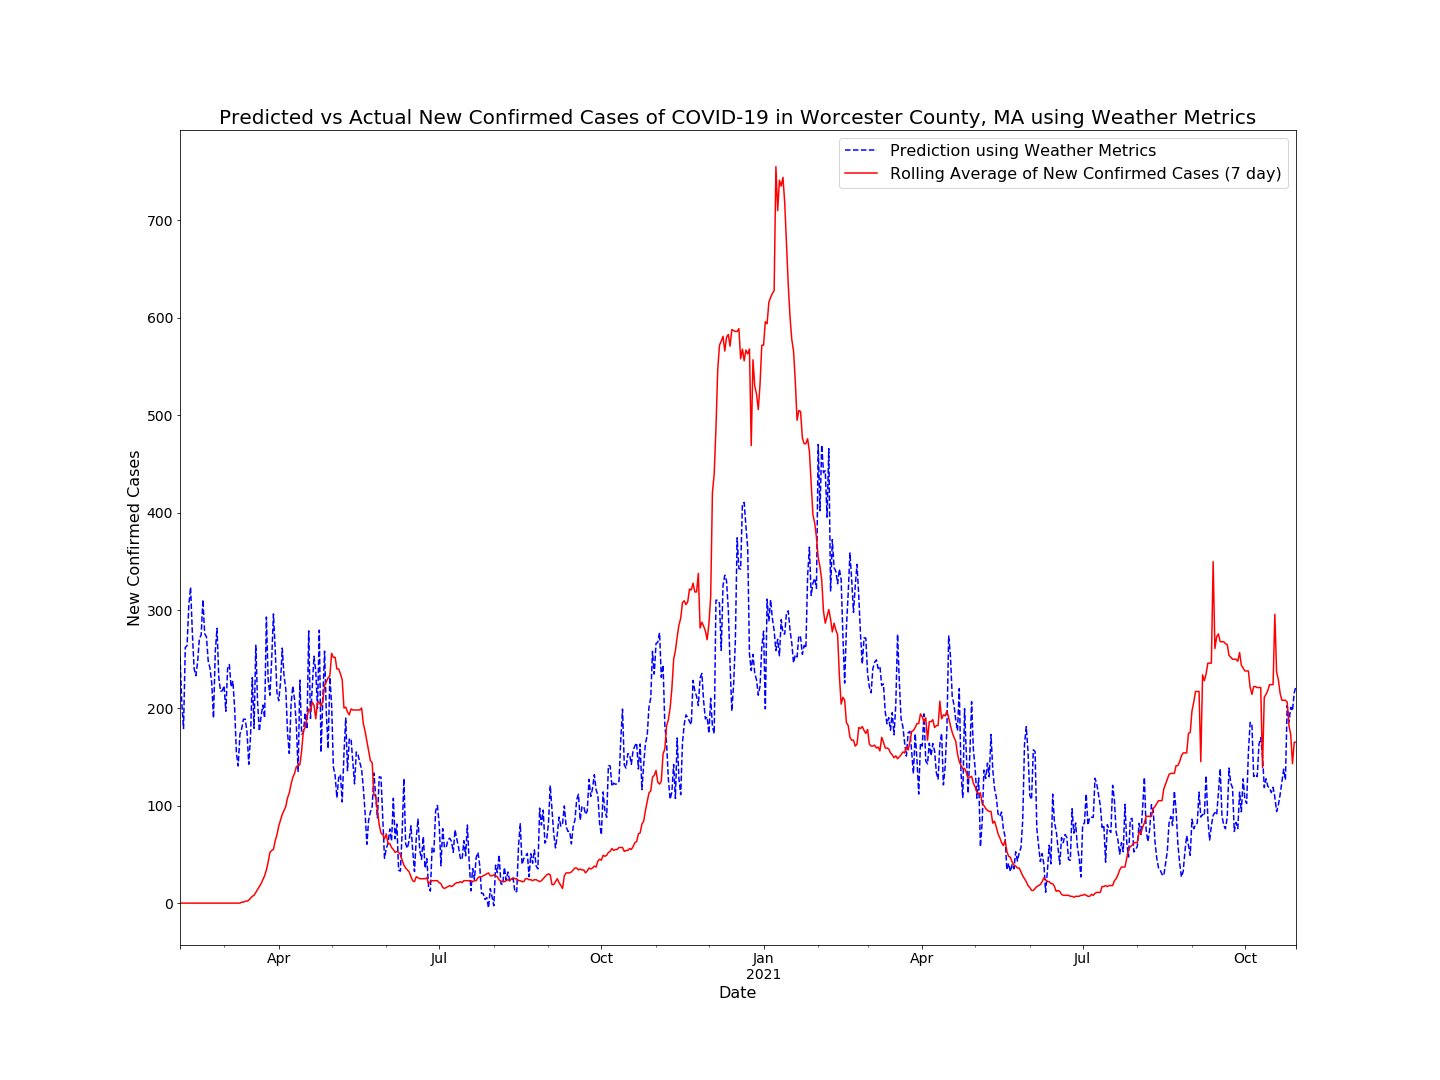 Predicted vs Actual New Confirmed Cases of COVID-19 in Worcester County, MA using Weather Metrics
Prediction using Weather Metrics
Rolling Average of New Confirmed Cases (7 day)
New Confirmed Cases
700
600
500
400
300
200
100
0
Apr Jul Oct Jan Apr Jul Oct
2021
Date